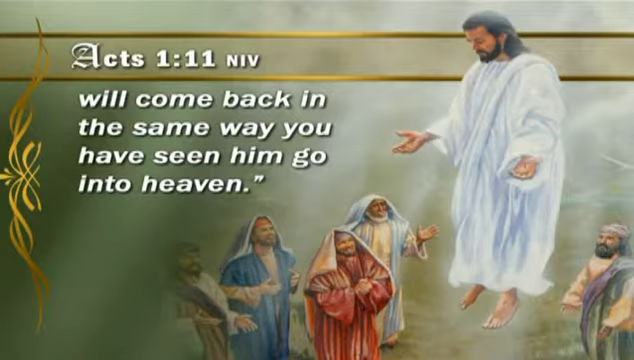 Acts 1:11 NIV
will come back in
the same way you
have seen him go
into heaven.”